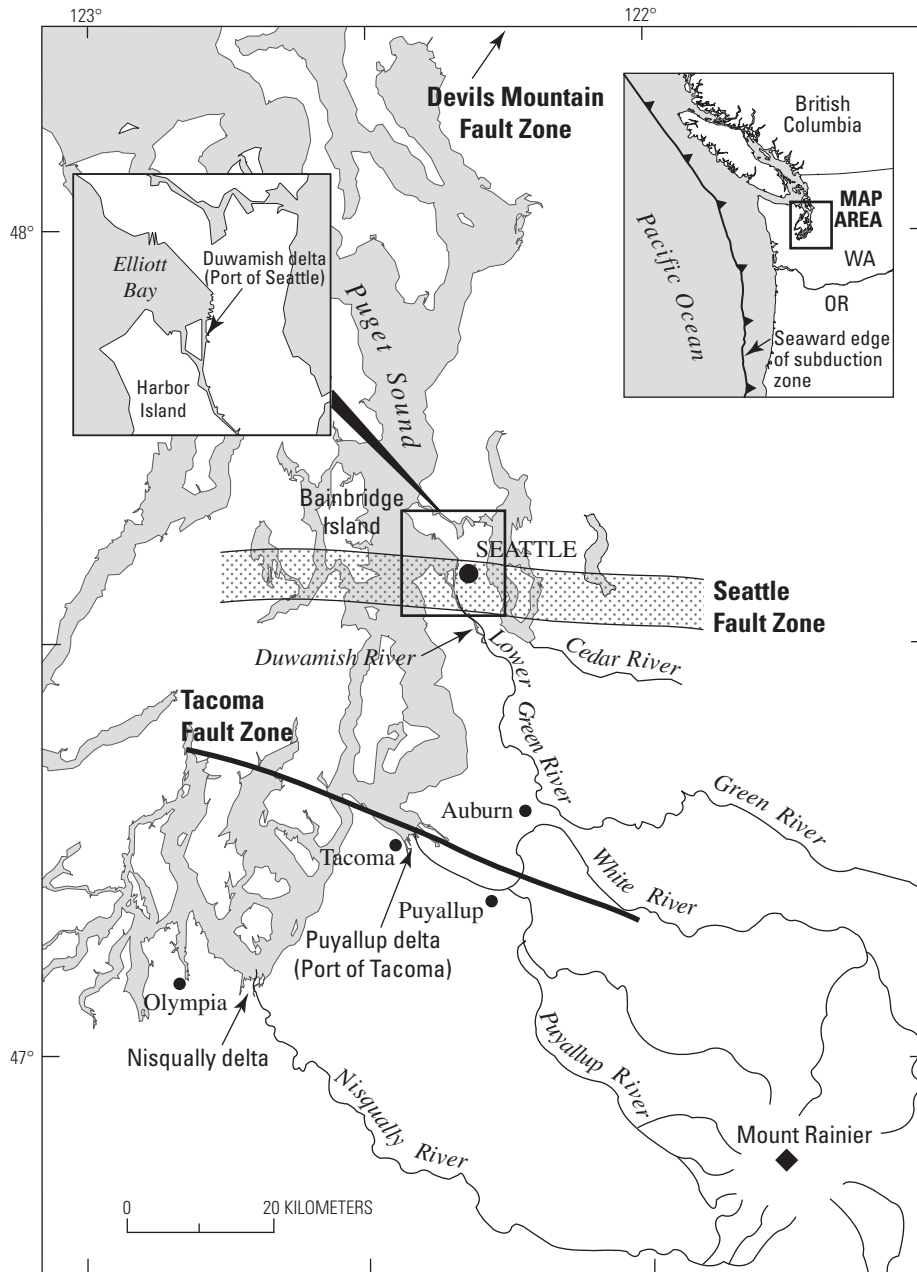 123°
122°
Devils Mountain
Fault Zone
British
Columbia
MAP
AREA
WA
OR
Pacific Ocean
Seaward edge
of subduction
zone
48°
Elliott
Bay
Duwamish delta
(Port of Seattle)
Harbor
Island
Puget Sound
Bainbridge
Island
SEATTLE
Seattle
Fault Zone
Duwamish River
Lower Green River
Cedar River
Tacoma
Fault Zone
Auburn
Green River
Tacoma
White River
Puyallup
Puyallup delta
(Port of Tacoma)
Olympia
Nisqually delta
47°
Puyallup River
Nisqually River
Mount Rainier
0 20 KILOMETERS